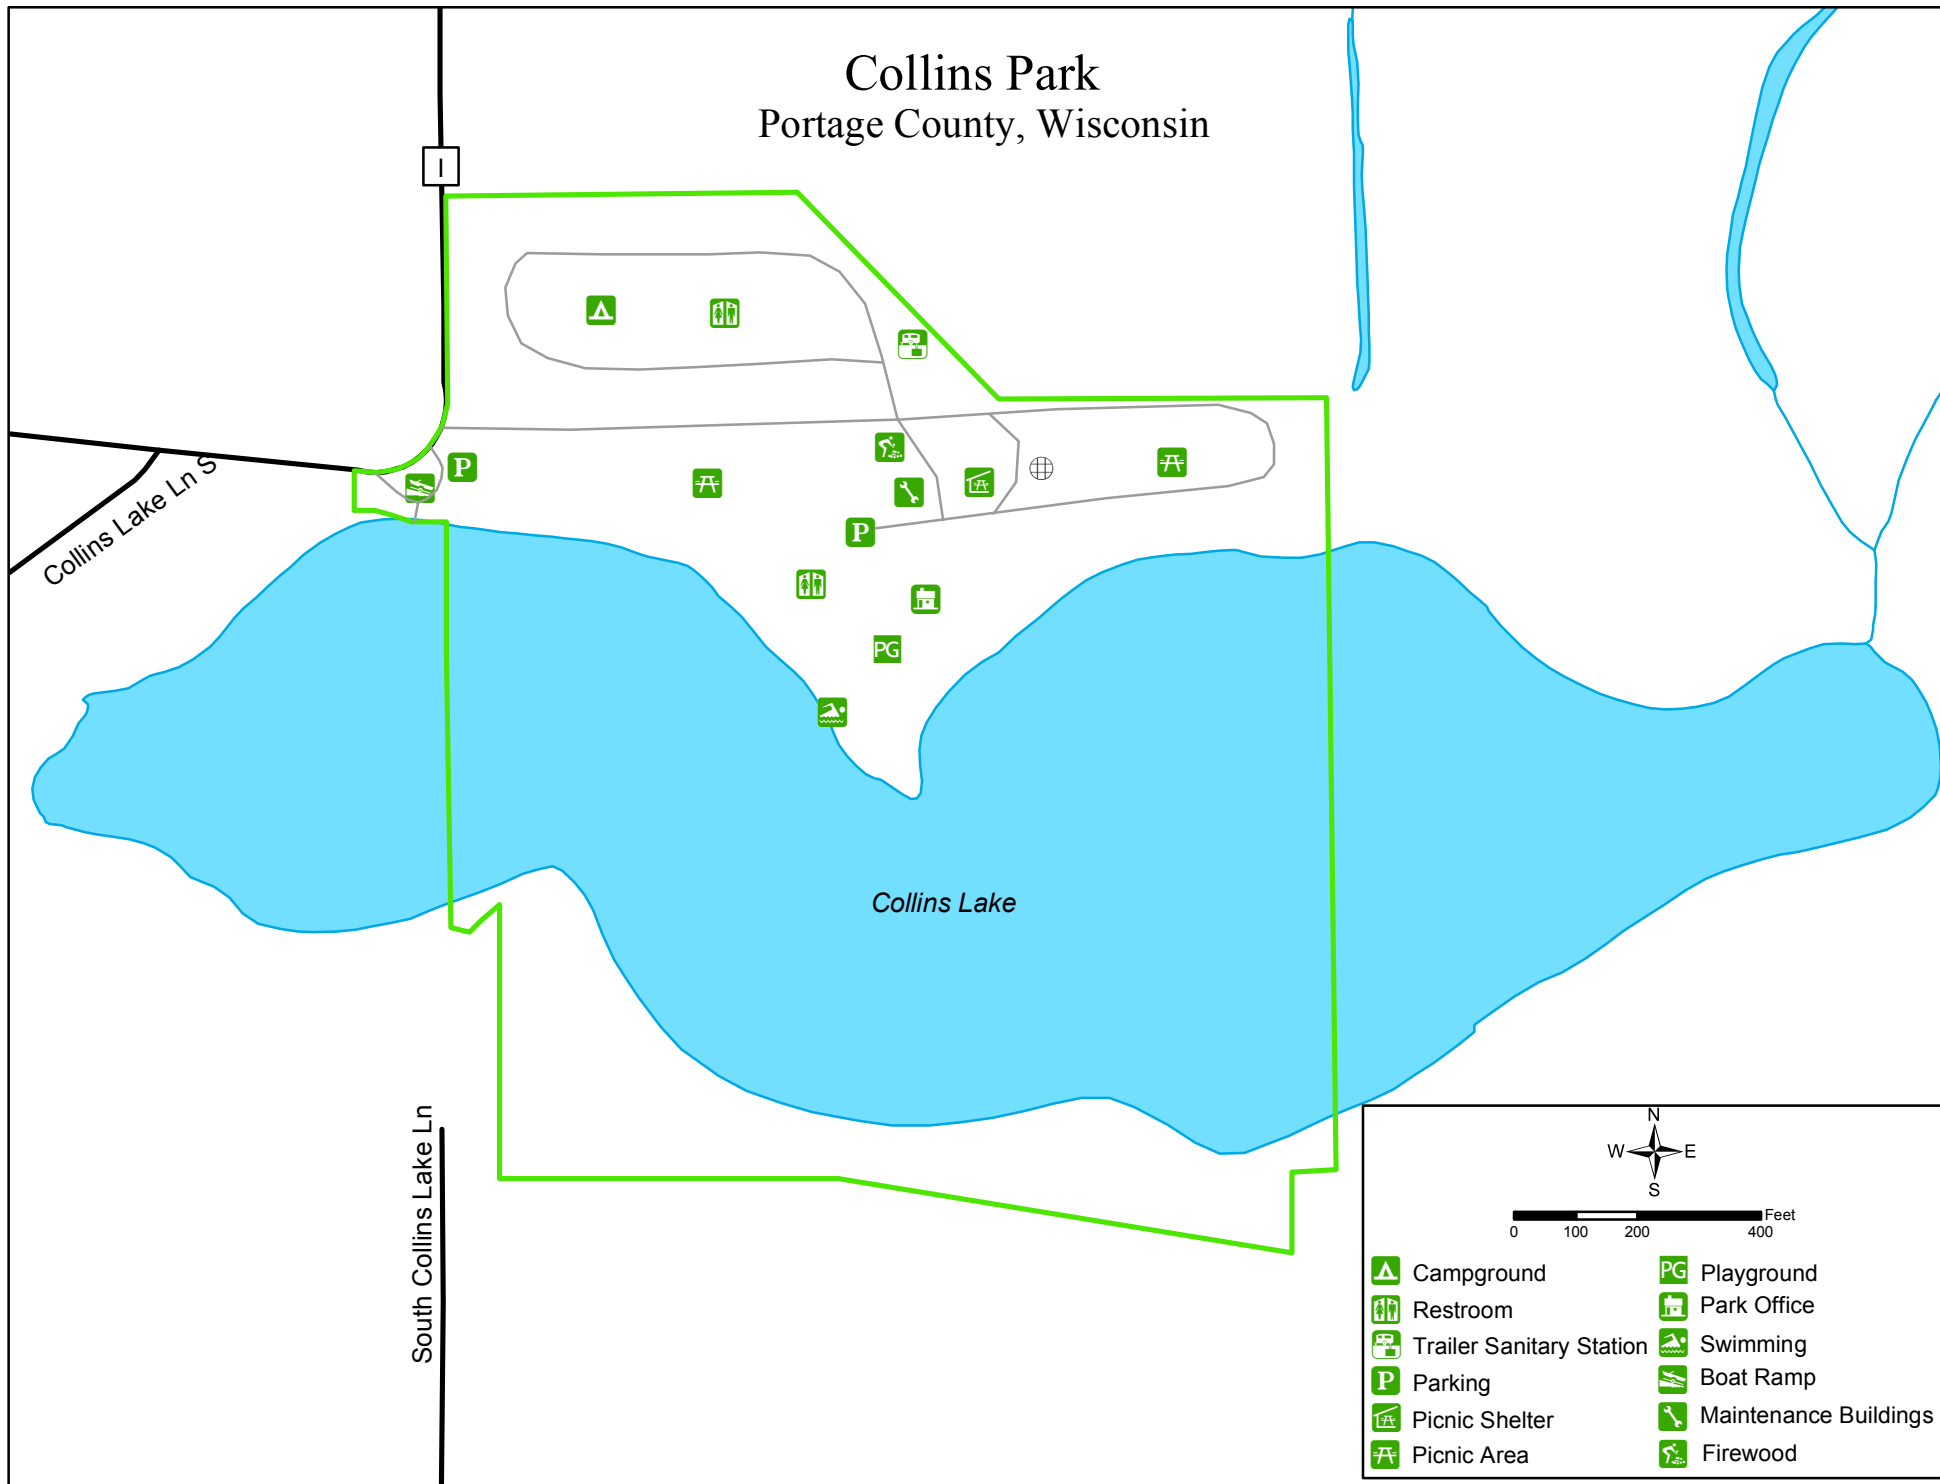 Collins Park
Portage County, Wisconsin
I
Collins Lake Ln S
P
P
PG
Collins Lake
South Collins Lake Ln
N
W E
S
Feet
0 100 200 400
Campground
Restroom
Trailer Sanitary Station
P Parking
Picnic Shelter
Picnic Area
PG Playground
Park Office
Swimming
Boat Ramp
Maintenance Buildings
Firewood